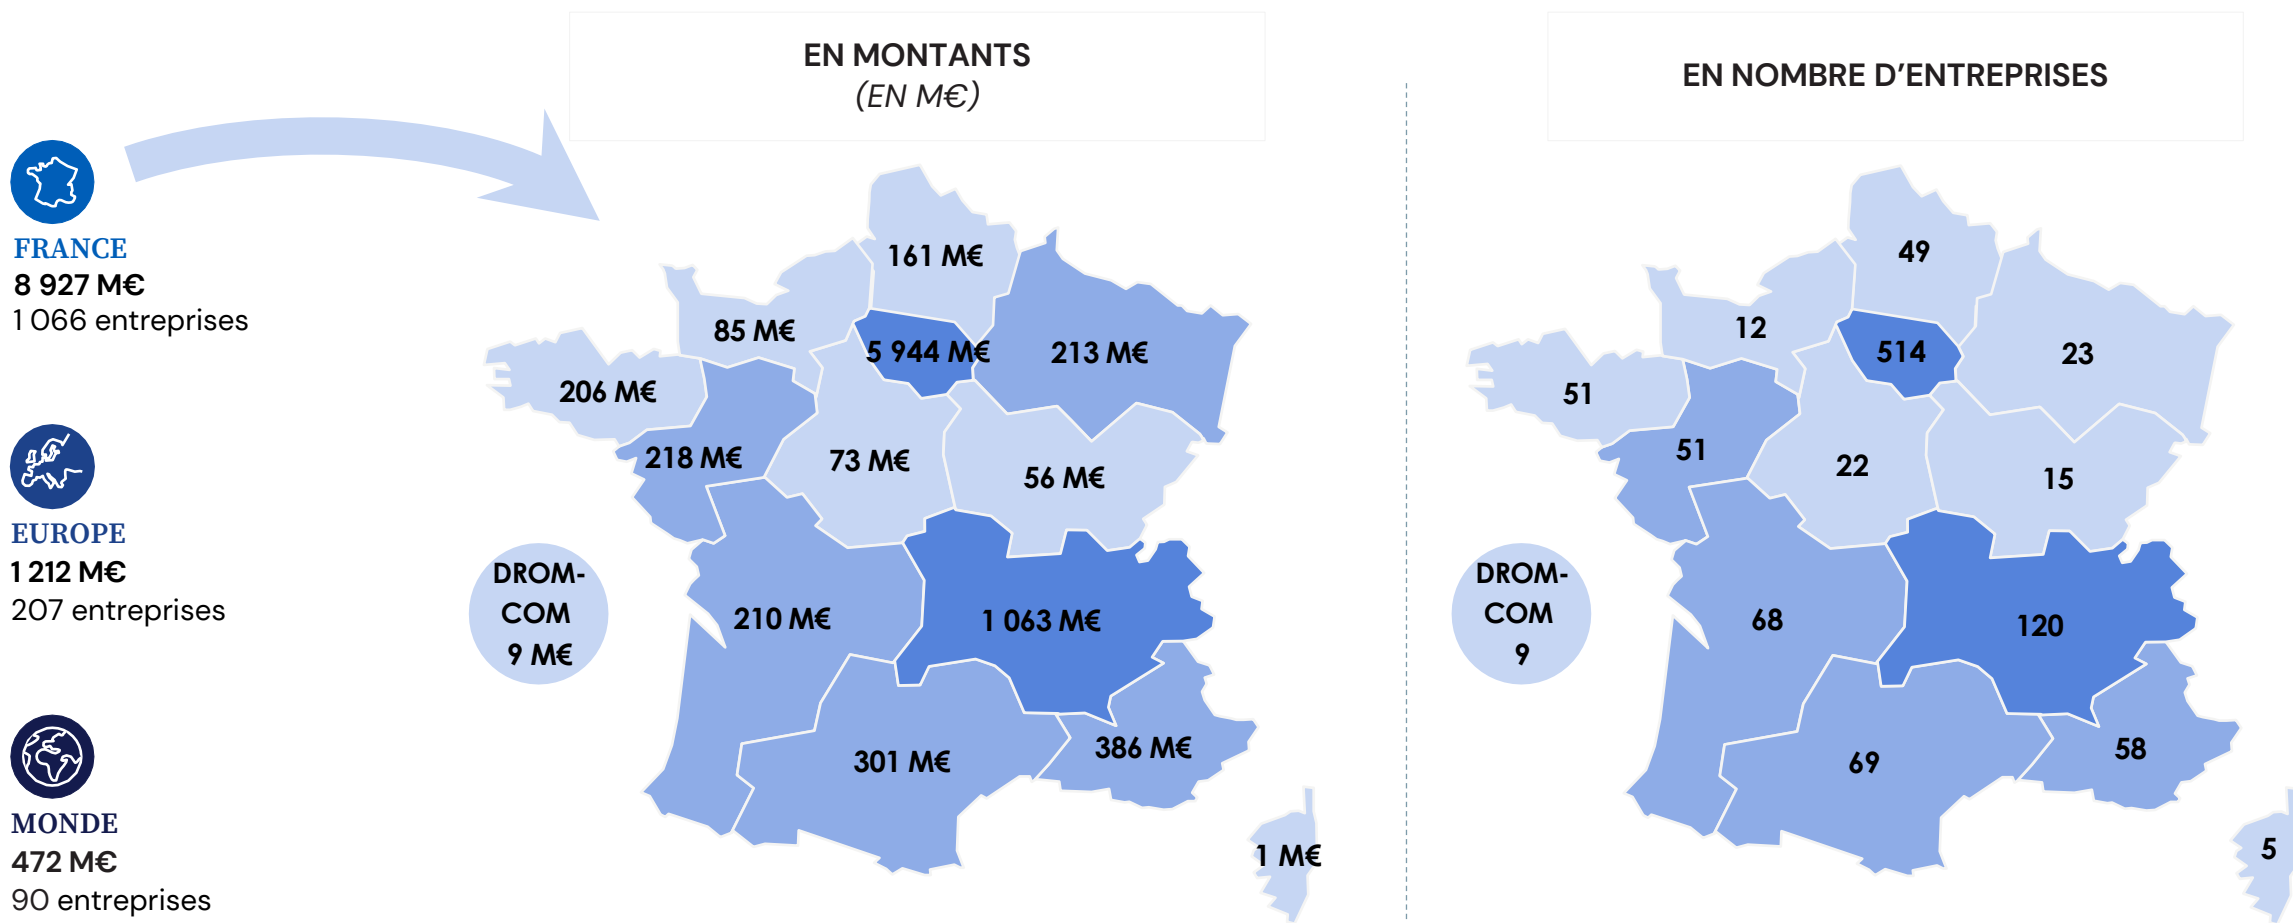 EN MONTANTS
(EN M€)
EN NOMBRE D'ENTREPRISES
FRANCE
8 927 M€
1 066 entreprises
EUROPE
1 212 M€
207 entreprises
MONDE
472 M€
90 entreprises
161 M€
85 M€
5 944 M€
213 M€
206 M€
218 M€
73 M€
56 M€
DROM-
COM
9 M€
210 M€
1 063 M€
301 M€
386 M€
1 M€
49
12
514
23
51
51
22
15
DROM-
COM
9
68
120
69
58
5